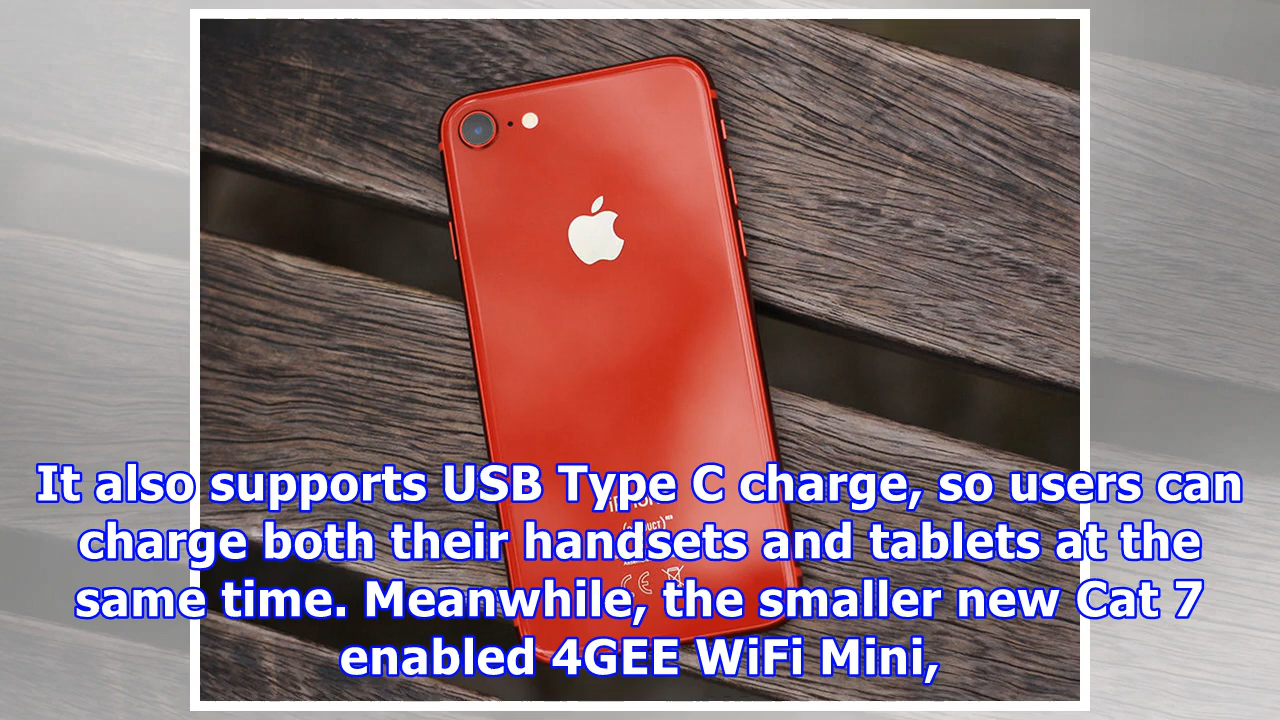 It also supports USB Type C charge, so users can
charge both their handsets and tablets at the
same time. Meanwhile, the smaller new Cat 7
enabled 4GEE WiFi Mini,